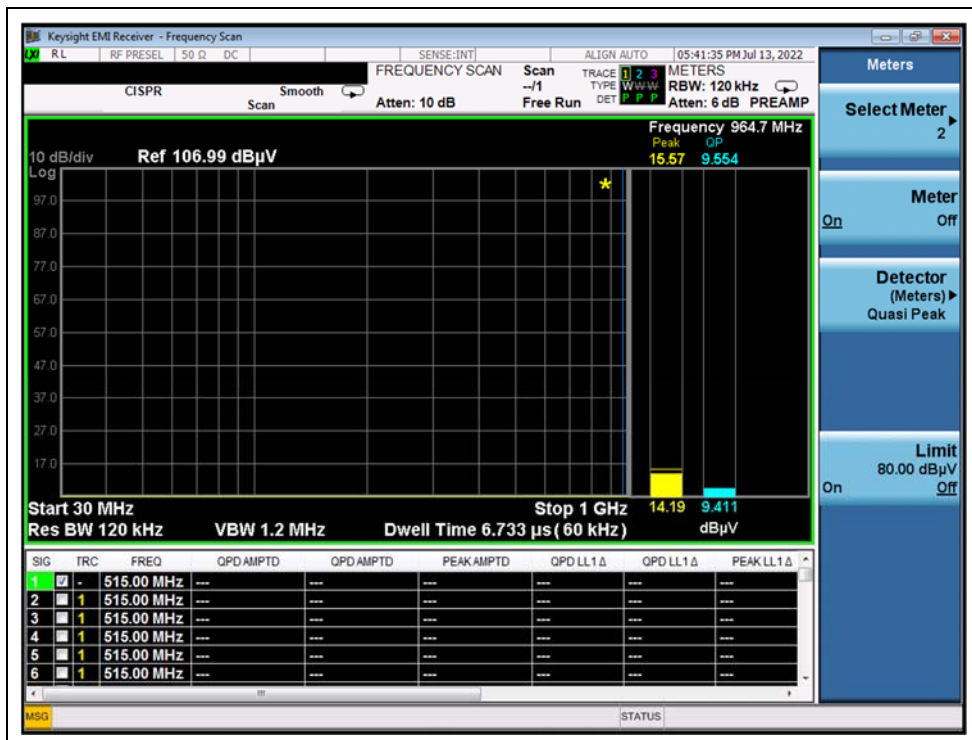 Keysight EMI Receiver - Frequency Scan
LXI RL RF PRESEL 50 Ω DC SENSE:INT ALIGN AUTO 05:41:35 PM Jul 13, 2022
FREQUENCY SCAN Scan TRACE 1 2 3 METERS
--/1 TYPE W W W RBW: 120 kHz
CISPR Smooth
Scan Atten: 10 dB Free Run DET P P P Atten: 6 dB PREAMP
Frequency 964.7 MHz
Peak QP
10 dB/div Ref 106.99 dBµV 15.57 9.554
Log
97.0
87.0
77.0
67.0
57.0
47.0
37.0
27.0
17.0
Start 30 MHz Stop 1 GHz 14.19 9.411
Res BW 120 kHz VBW 1.2 MHz Dwell Time 6.733 µs (60 kHz) dBµV
SIG TRC FREQ QPD AMPTD QPD AMPTD PEAK AMPTD QPD LL1 Δ QPD LL1 Δ PEAK LL1 Δ
1 - 515.00 MHz --- --- --- --- --- ---
2 1 515.00 MHz --- --- --- --- --- ---
3 1 515.00 MHz --- --- --- --- --- ---
4 1 515.00 MHz --- --- --- --- --- ---
5 1 515.00 MHz --- --- --- --- --- ---
6 1 515.00 MHz --- --- --- --- --- ---
MSG STATUS
Meters
Select Meter
2
Meter
On Off
Detector
(Meters)
Quasi Peak
Limit
80.00 dBµV
On Off